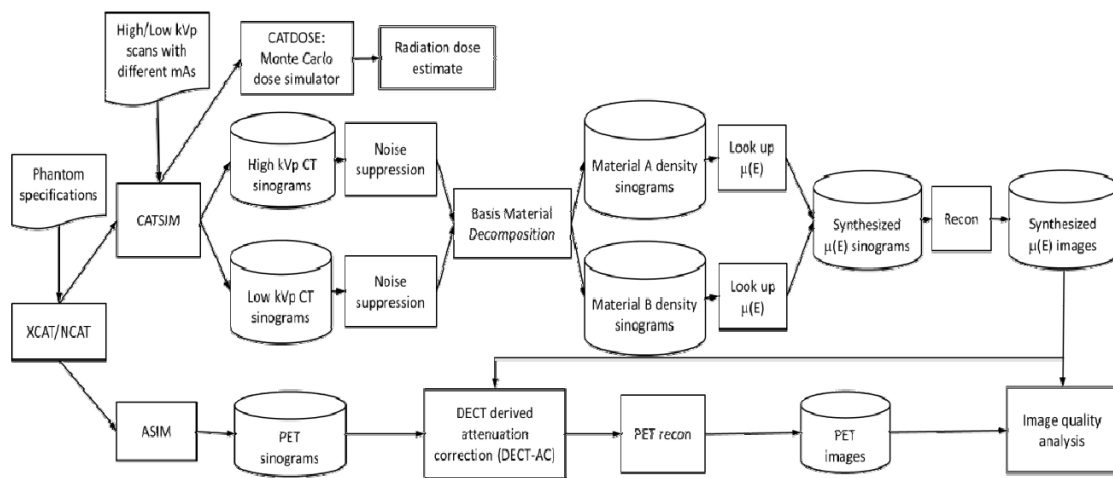 High/Low kVp
scans with
different mAs
CATDOSE:
Monte Carlo
dose simulator
Radiation dose
estimate
Phantom
specifications
CATSIM
High kVp CT
sinograms
Noise
suppression
Low kVp CT
sinograms
Noise
suppression
Basis Material
Decomposition
Material A density
sinograms
Look up
μ(E)
Material B density
sinograms
Look up
μ(E)
Synthesized
μ(E) sinograms
Recon
Synthesized
μ(E) images
XCAT/NCAT
ASIM
PET
sinograms
DECT derived
attenuation
correction (DECT-AC)
PET recon
PET
images
Image quality
analysis